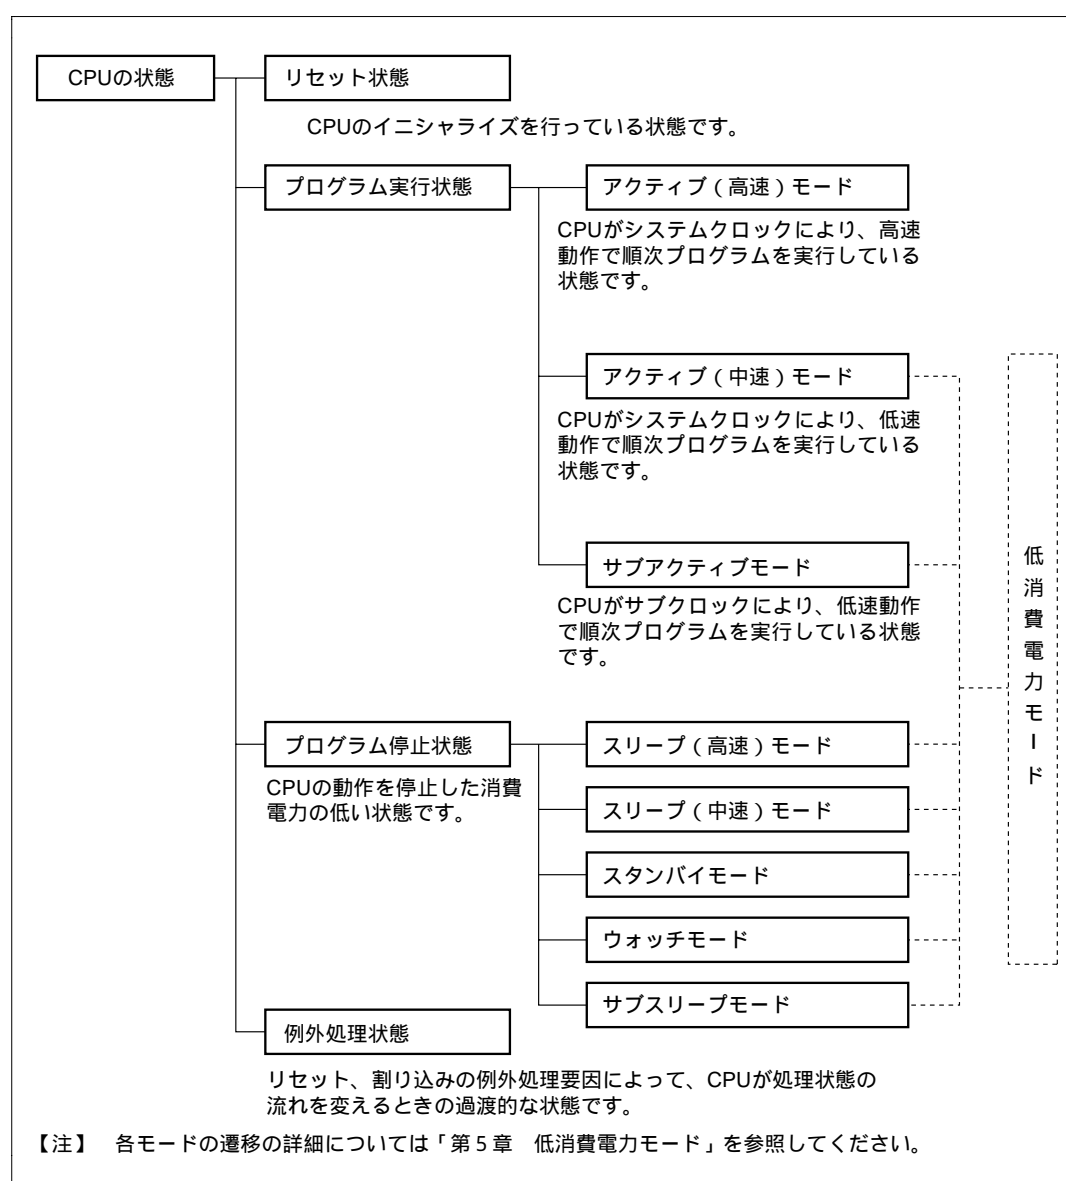 CPUの状態
リセット状態
CPUのイニシャライズを行っている状態です。
プログラム実行状態
アクティブ（高速）モード
CPUがシステムクロックにより、高速
動作で順次プログラムを実行している
状態です。
アクティブ（中速）モード
CPUがシステムクロックにより、低速
動作で順次プログラムを実行している
状態です。
サブアクティブモード
CPUがサブクロックにより、低速動作
で順次プログラムを実行している状態
です。
低消費電力モード
プログラム停止状態
CPUの動作を停止した消費
電力の低い状態です。
スリープ（高速）モード
スリープ（中速）モード
スタンバイモード
ウォッチモード
サブスリープモード
例外処理状態
リセット、割り込みの例外処理要因によって、CPUが処理状態の
流れを変えるときの過渡的な状態です。
【注】　各モードの遷移の詳細については「第５章　低消費電力モード」を参照してください。